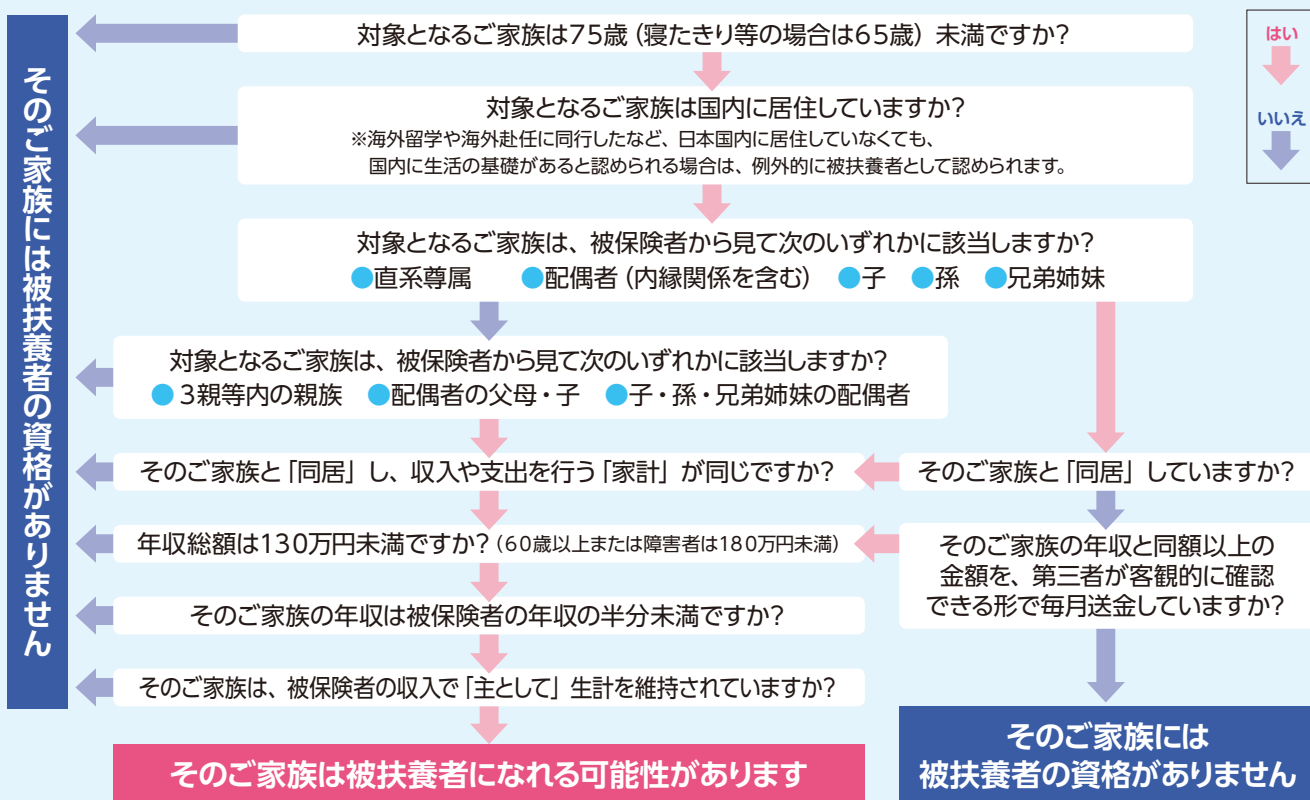 そのご家族には被扶養者の資格がありません
対象となるご家族は75歳（寝たきり等の場合は65歳）未満ですか？
はい
いいえ
対象となるご家族は国内に居住していますか？
※海外留学や海外赴任に同行したなど、日本国内に居住していなくても、
国内に生活の基礎があると認められる場合は、例外的に被扶養者として認められます。
対象となるご家族は、被保険者から見て次のいずれかに該当しますか？
●直系尊属 ●配偶者（内縁関係を含む） ●子 ●孫 ●兄弟姉妹
対象となるご家族は、被保険者から見て次のいずれかに該当しますか？
●３親等内の親族 ●配偶者の父母・子 ●子・孫・兄弟姉妹の配偶者
そのご家族と「同居」し、収入や支出を行う「家計」が同じですか？
そのご家族と「同居」していますか？
年収総額は130万円未満ですか？（60歳以上または障害者は180万円未満）
そのご家族の年収と同額以上の
金額を、第三者が客観的に確認
できる形で毎月送金していますか？
そのご家族の年収は被保険者の年収の半分未満ですか？
そのご家族は、被保険者の収入で「主として」生計を維持されていますか？
そのご家族は被扶養者になれる可能性があります
そのご家族には
被扶養者の資格がありません